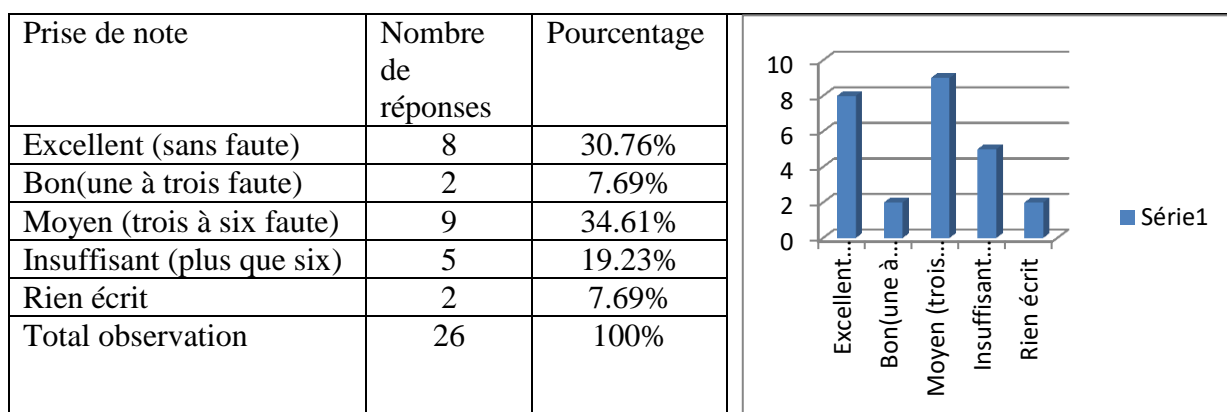 Prise de note
Nombre
de
réponses
Pourcentage
Excellent (sans faute) 8 30.76%
Bon(une à trois faute) 2 7.69%
Moyen (trois à six faute) 9 34.61%
Insuffisant (plus que six) 5 19.23%
Rien écrit 2 7.69%
Total observation 26 100%
10
8
6
4
2
0
Excellent…
Bon(une à…
Moyen (trois…
Insuffisant…
Rien écrit
Série1